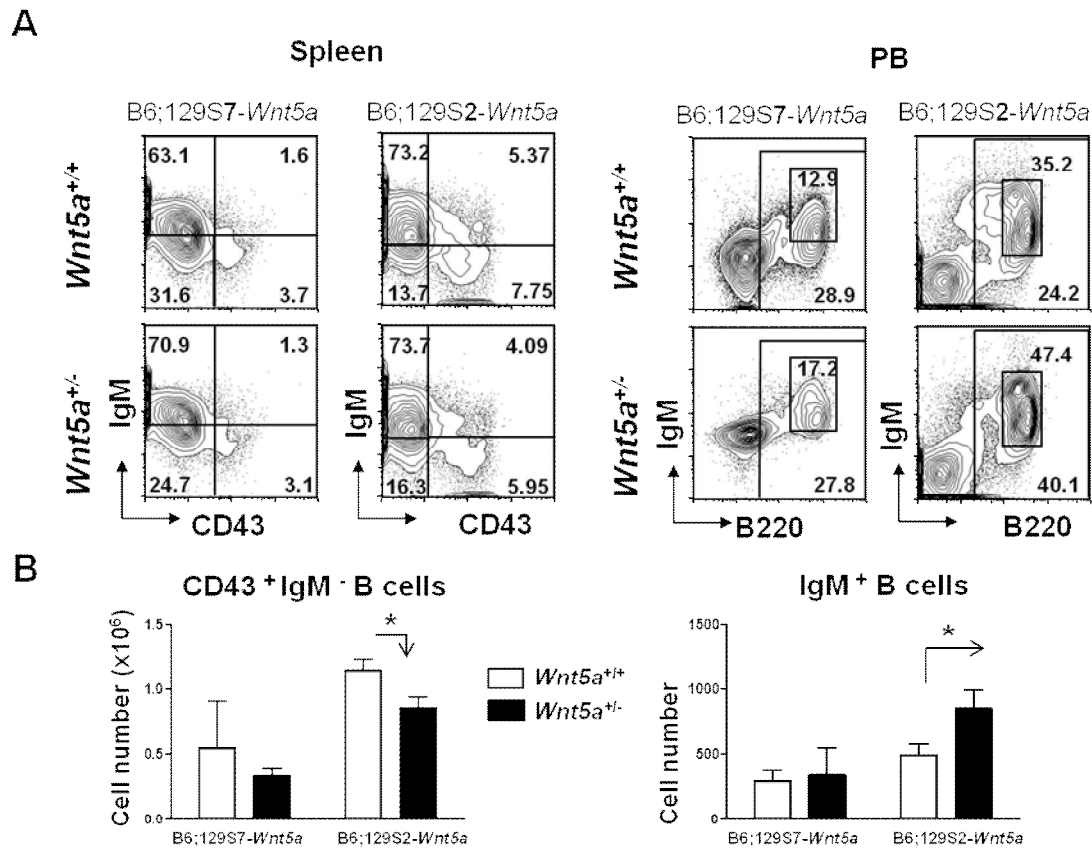 A
Spleen PB
B6;129S7-Wnt5a B6;129S2-Wnt5a B6;129S7-Wnt5a B6;129S2-Wnt5a
Wnt5a+/+ 63.1 1.6 73.2 5.37 Wnt5a+/+ 12.9 35.2
31.6 3.7 13.7 7.75 28.9 24.2
Wnt5a+/- 70.9 1.3 73.7 4.09 Wnt5a+/- 17.2 47.4
IgM IgM IgM IgM
24.7 3.1 16.3 5.95 27.8 40.1
CD43 CD43 B220 B220
B
CD43 + IgM - B cells IgM + B cells
Cell number (x106)
1.5
1.0
0.5
0.0
*
B6;129S7-Wnt5a B6;129S2-Wnt5a
Wnt5a+/+
Wnt5a+/-
Cell number
1500
1000
500
0
*
B6;129S7-Wnt5a B6;129S2-Wnt5a